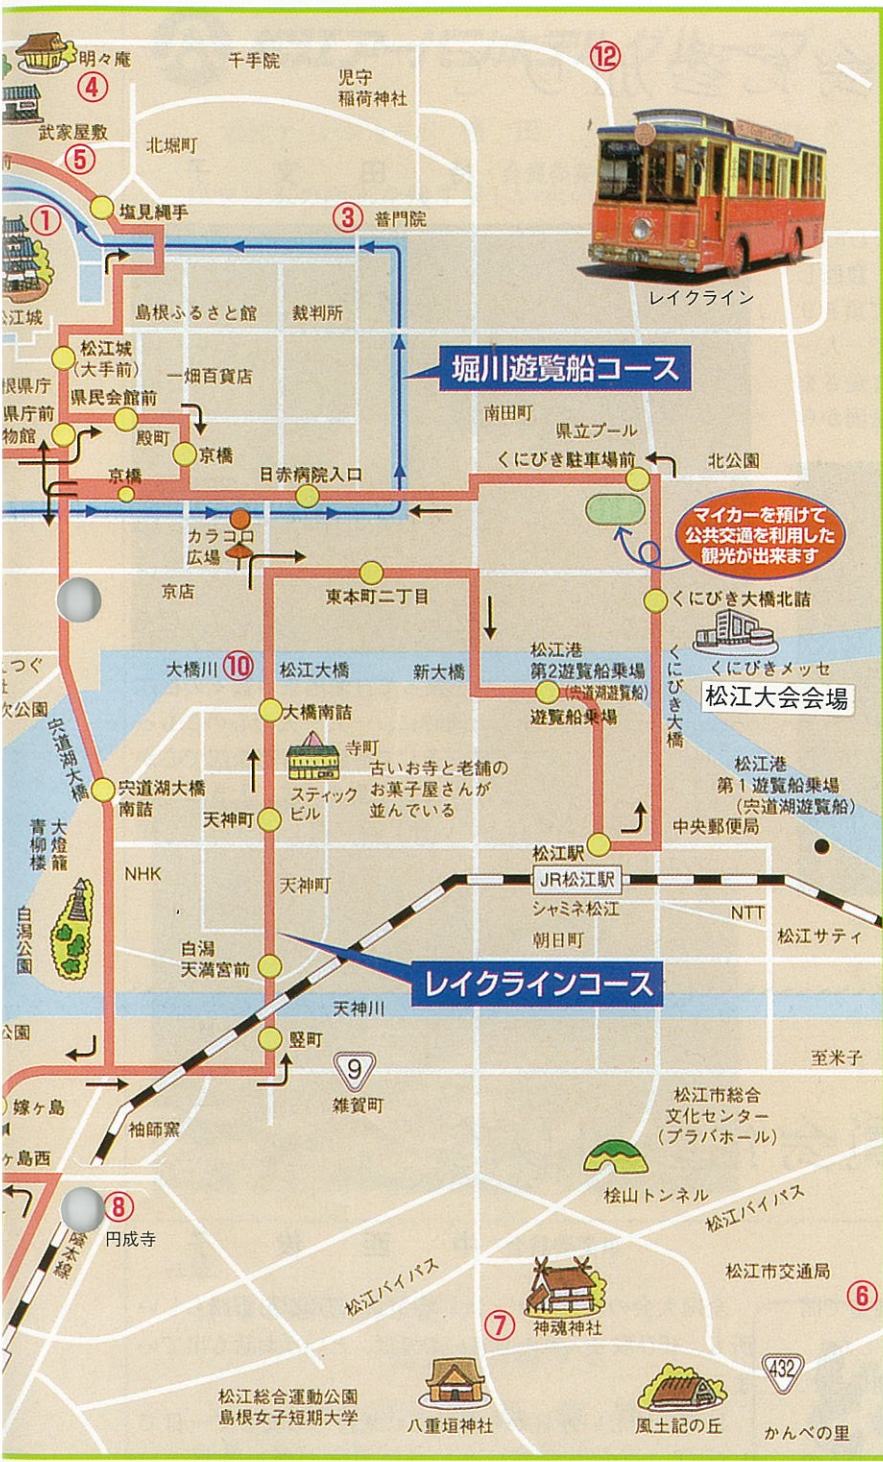 明々庵
④
千手院
児守
稲荷神社
⑫
武家屋敷
⑤
北堀町
前
①
塩見縄手
③
普門院
レイクライン
松江城
島根ふるさと館
裁判所
松江城
(大手前)
堀川遊覧船コース
根県庁
一畑百貨店
県民会館前
県庁前
物館
殿町
京橋
南田町
県立プール
くにびき駐車場前
北公園
京橋
日赤病院入口
カラコロ
広場
マイカーを預けて
公共交通を利用した
観光が出来ます
京店
東本町二丁目
くにびき大橋北詰
つぐ
社
次公園
大橋川
⑩
松江大橋
新大橋
松江港
第2遊覧船乗場
(宍道湖遊覧船)
遊覧船乗場
くにびき大橋
くにびきメッセ
松江大会会場
宍道湖大橋
大橋南詰
寺町
古いお寺と老舗の
お菓子屋さんが
並んでいる
スティック
ビル
宍道湖大橋
南詰
天神町
松江港
第1遊覧船乗場
(宍道湖遊覧船)
中央郵便局
大燈籠
青柳楼
NHK
天神町
松江駅
JR松江駅
シャミネ松江
NTT
朝日町
松江サティ
白潟公園
白潟
天満宮前
レイクラインコース
天神川
公園
竪町
9
雑賀町
至米子
嫁ヶ島
袖師窯
ヶ島西
松江市総合
文化センター
(プラバホール)
桧山トンネル
⑧
円成寺
陰本線
松江バイパス
松江バイパス
松江市交通局
⑥
⑦
神魂神社
432
松江総合運動公園
島根女子短期大学
八重垣神社
風土記の丘
かんべの里